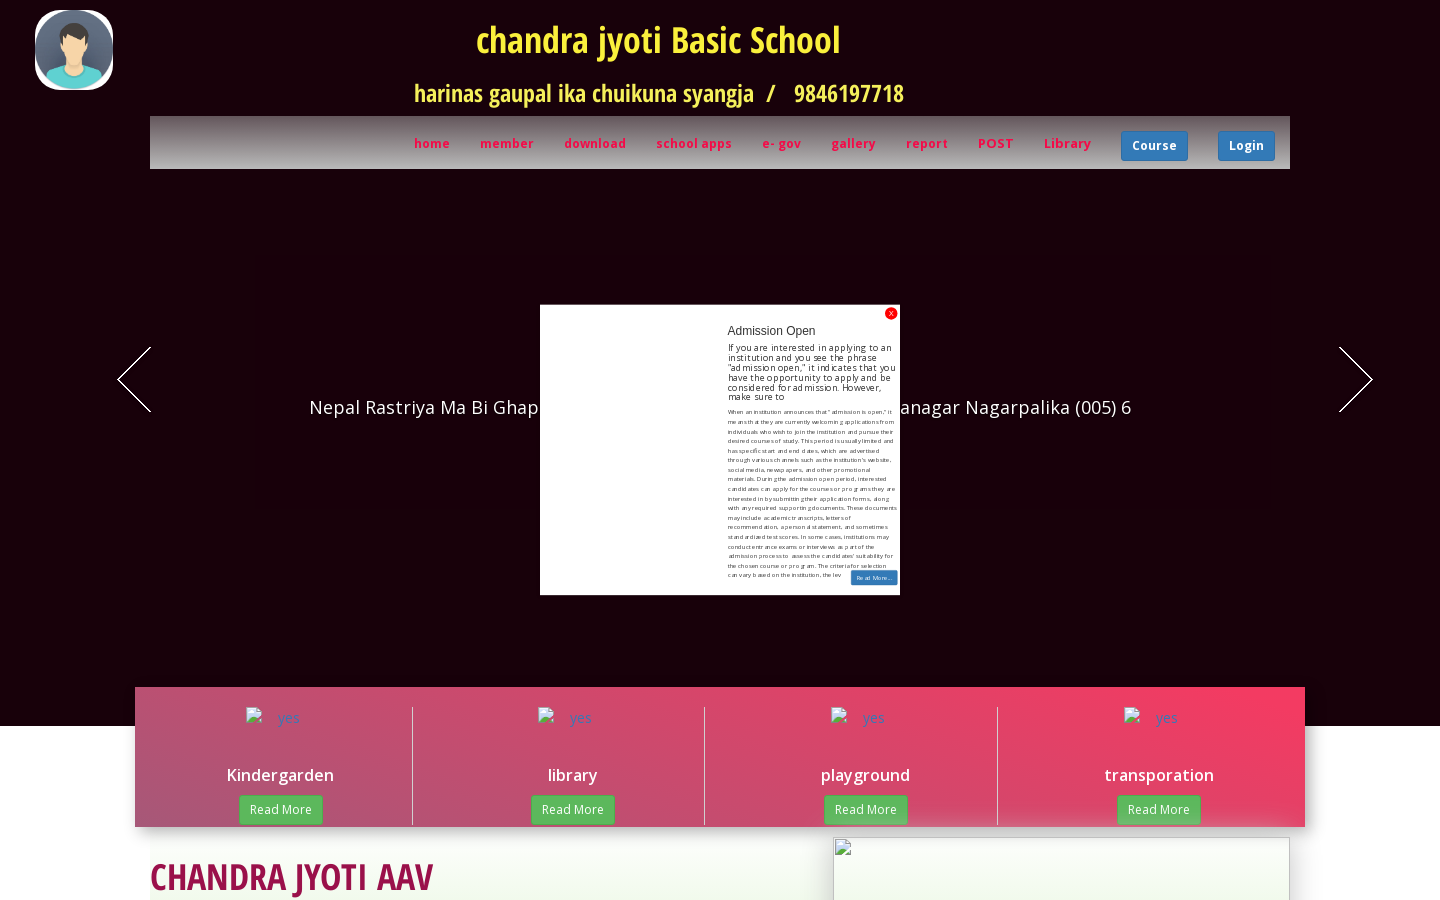 chandra jyoti Basic School
harinas gaupal ika chuikuna syangja / 9846197718
home member download school apps e- gov gallery report POST Library Course Login
X
Admission Open
If you are interested in applying to an
institution and you see the phrase
"admission open," it indicates that you
have the opportunity to apply and be
considered for admission. However,
make sure to
Nepal Rastriya Ma Bi Ghap
anagar Nagarpalika (005) 6
When an institution announces that "admission is open," it
means that they are currently welcoming applications from
individuals who wish to join the institution and pursue their
desired courses of study. This period is usually limited and
has specific start and end dates, which are advertised
through various channels such as the institution's website,
social media, newspapers, and other promotional
materials. During the admission open period, interested
candidates can apply for the courses or programs they are
interested in by submitting their application forms, along
with any required supporting documents. These documents
may include academic transcripts, letters of
recommendation, a personal statement, and sometimes
standardized test scores. In some cases, institutions may
conduct entrance exams or interviews as part of the
admission process to assess the candidates' suitability for
the chosen course or program. The criteria for selection
can vary based on the institution, the lev
Read More...
yes yes yes yes
Kindergarden library playground transporation
Read More Read More Read More Read More
CHANDRA JYOTI AAV